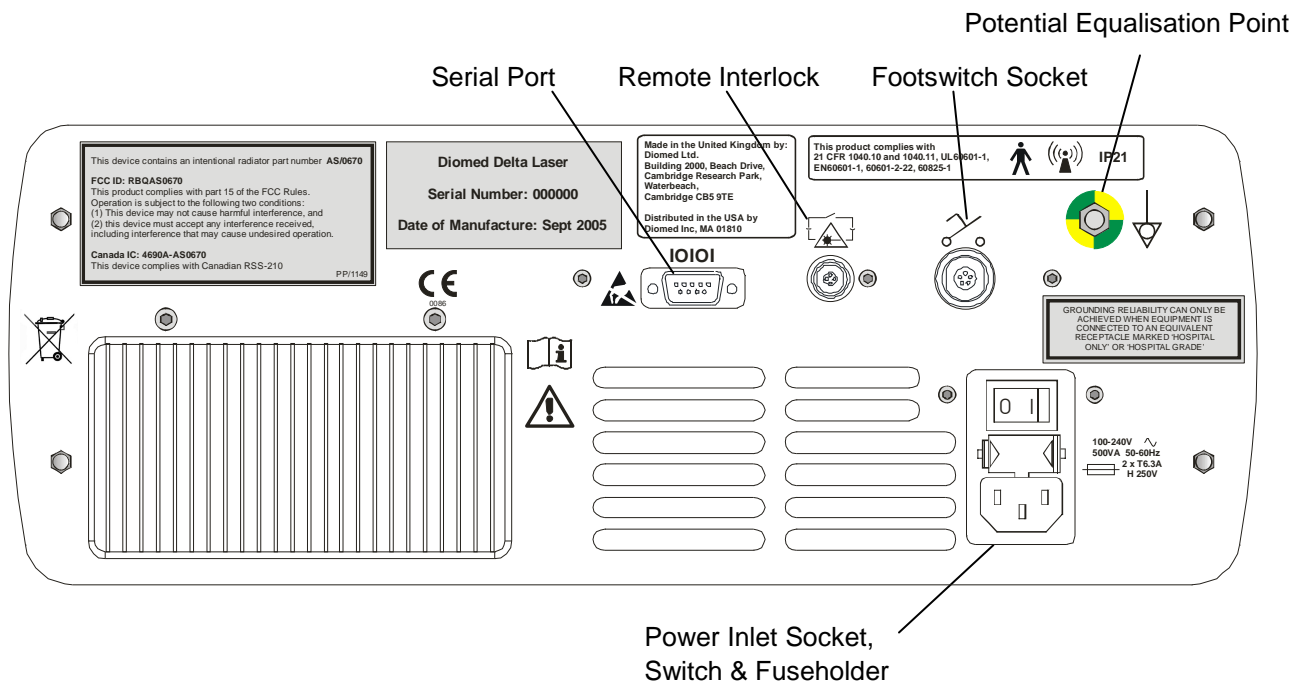 Potential Equalisation Point
Serial Port
Remote Interlock
Footswitch Socket
This device contains an intentional radiator part number AS/0670
FCC ID: RBQAS0670
This product complies with part 15 of the FCC Rules.
Operation is subject to the following two conditions:
(1) This device may not cause harmful interference, and
(2) this device must accept any interference received,
including interference that may cause undesired operation.
Canada IC: 4690A-AS0670
This device complies with Canadian RSS-210
PP/1149
Diomed Delta Laser
Serial Number: 000000
Date of Manufacture: Sept 2005
Made in the United Kingdom by:
Diomed Ltd.
Building 2000, Beach Drive,
Cambridge Research Park,
Waterbeach,
Cambridge CB5 9TE
Distributed in the USA by
Diomed Inc, MA 01810
This product complies with
21 CFR 1040.10 and 1040.11, UL60601-1,
EN60601-1, 60601-2-22, 60825-1
IP21
IOIOI
CE
0086
GROUNDING RELIABILITY CAN ONLY BE
ACHIEVED WHEN EQUIPMENT IS
CONNECTED TO AN EQUIVALENT
RECEPTACLE MARKED 'HOSPITAL
ONLY' OR 'HOSPITAL GRADE'
i
!
0 I
100-240V
500VA 50-60Hz
2 x T6.3A
H 250V
Power Inlet Socket,
Switch & Fuseholder